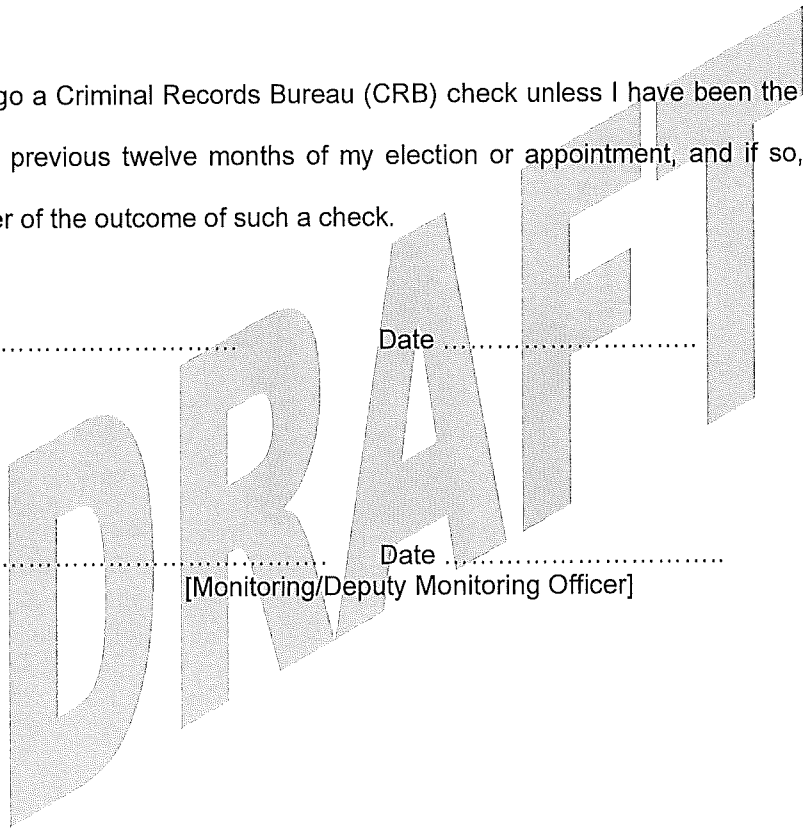 go a Criminal Records Bureau (CRB) check unless I have been the
previous twelve months of my election or appointment, and if so,
er of the outcome of such a check.
.................................. Date ....................................
............................................. Date ........................................
[Monitoring/Deputy Monitoring Officer]
DRAFT